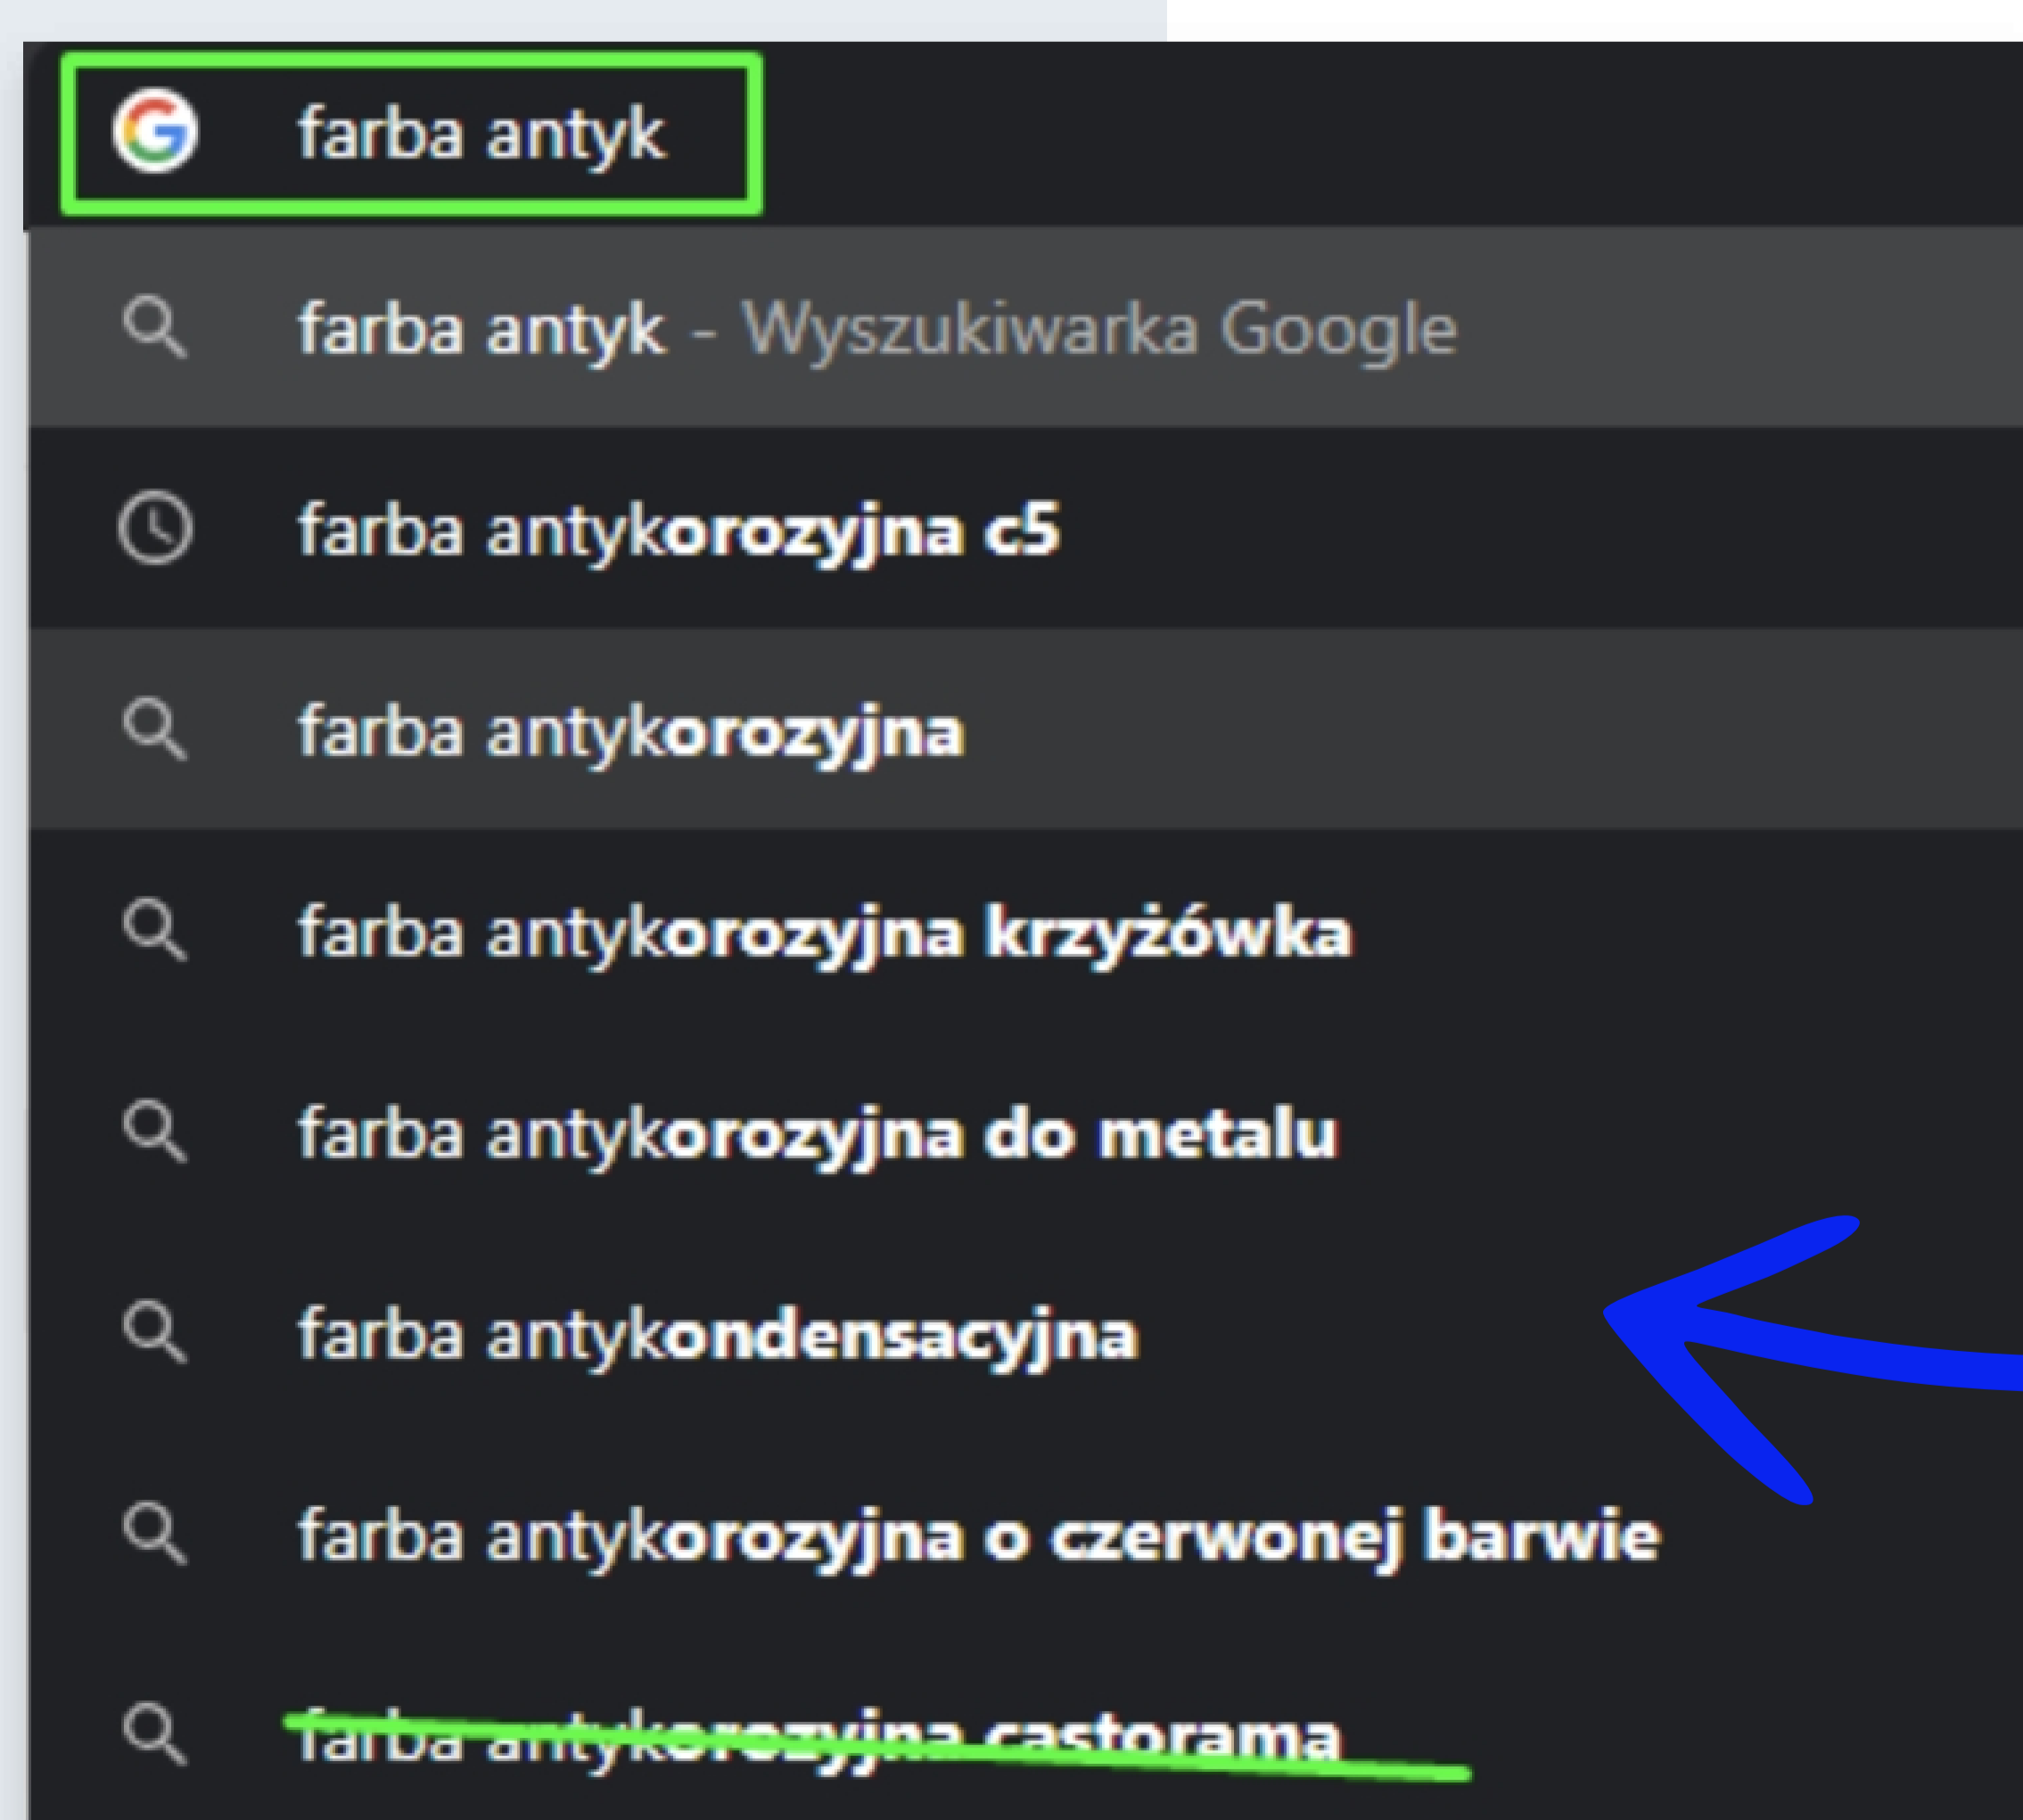 farba antyk
farba antyk - Wyszukiwarka Google
farba antykorozyjna c5
farba antykorozyjna
farba antykorozyjna krzyżówka
farba antykorozyjna do metalu
farba antykondensacyjna
farba antykorozyjna o czerwonej barwie
farba antykorozyjna castorama